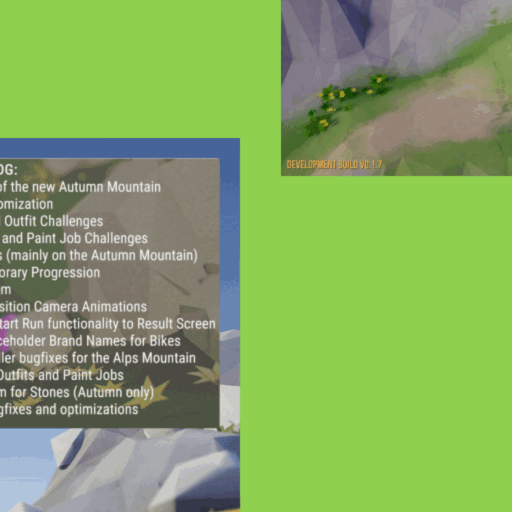 DEVELOPMENT BUILD V0.1.7
OG:
of the new Autumn Mountain
omization
Outfit Challenges
and Paint Job Challenges
s (mainly on the Autumn Mountain)
orary Progression
m
sition Camera Animations
tart Run functionality to Result Screen
ceholder Brand Names for Bikes
ller bugfixes for the Alps Mountain
Outfits and Paint Jobs
m for Stones (Autumn only)
gfixes and optimizations